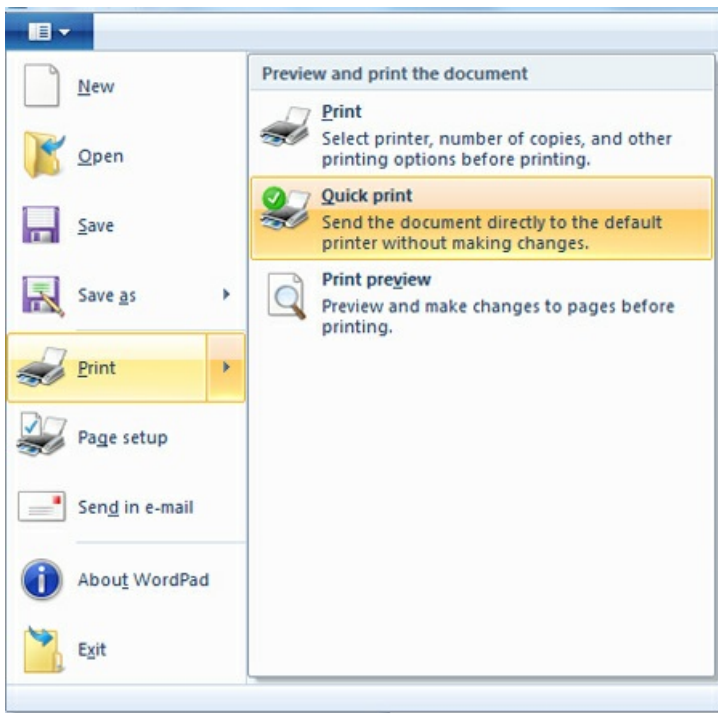 New
Open
Save
Save as
Print
Page setup
Send in e-mail
About WordPad
Exit
Preview and print the document
Print
Select printer, number of copies, and other
printing options before printing.
Quick print
Send the document directly to the default
printer without making changes.
Print preview
Preview and make changes to pages before
printing.